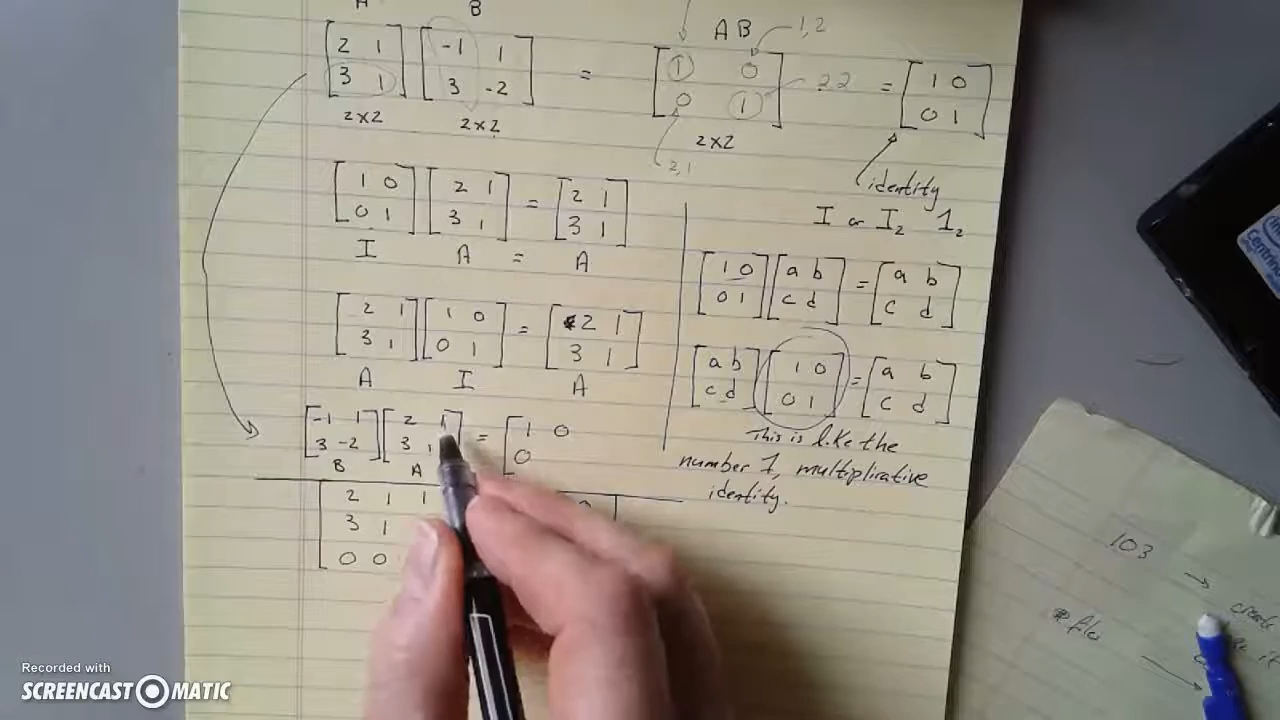 B
A B
1,2
[2 1; 3 1] [-1 1; 3 -2] = [1 0; 0 1] 22 = [1 0; 0 1]
2x2 2x2 2x2
2,1
identity
I or I₂ 1₂
[1 0; 0 1] [2 1; 3 1] = [2 1; 3 1]
I A = A
[1 0; 0 1] [a b; c d] = [a b; c d]
[2 1; 3 1] [1 0; 0 1] = [2 1; 3 1]
A I A
[a b; c d] [1 0; 0 1] = [a b; c d]
This is like the
number 1, multiplirative
identity.
[-1 1; 3 -2] [2 1; 3 1] = [1 0; 0
B A
2 1 1
3 1
0 0
103
Recorded with
SCREENCAST O MATIC